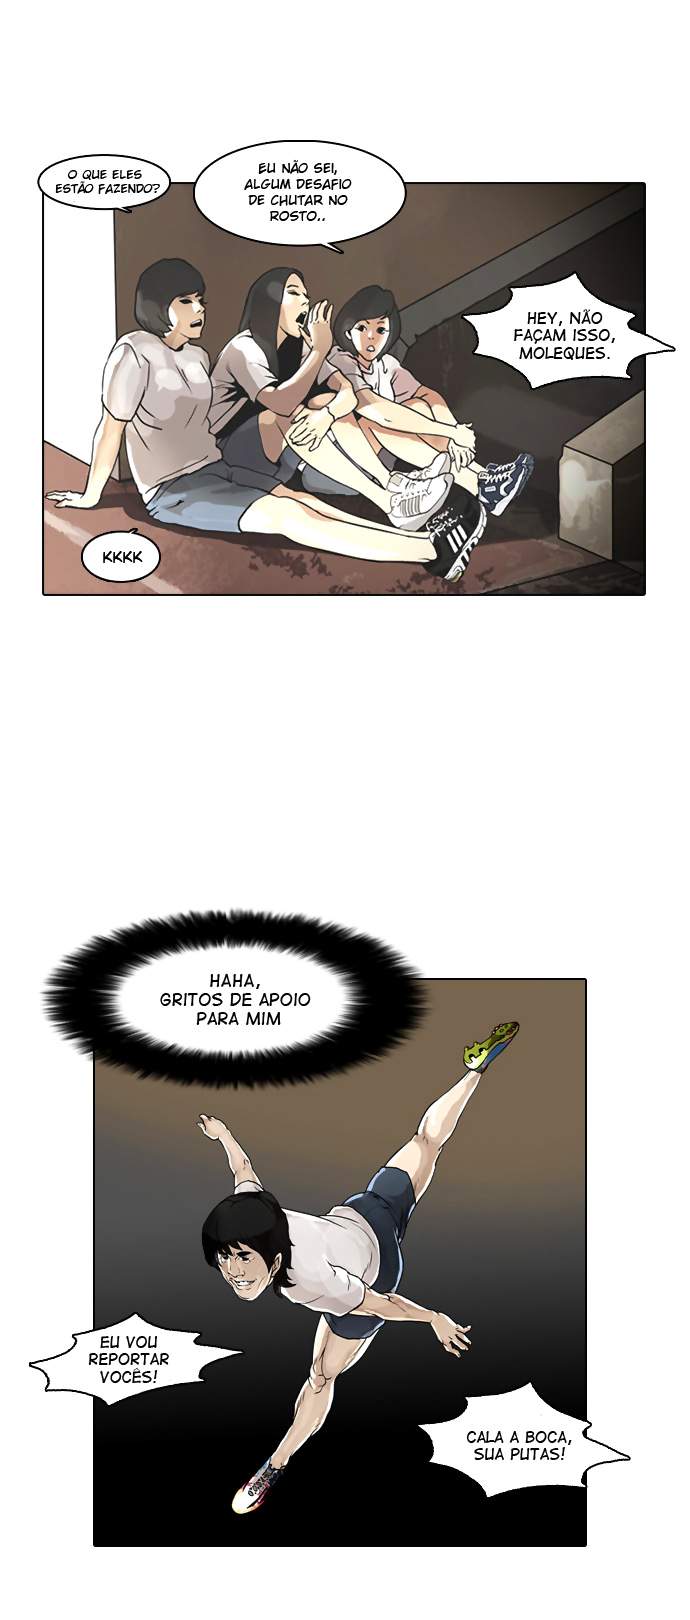 O QUE ELES
ESTÃO FAZENDO?
EU NÃO SEI,
ALGUM DESAFIO
DE CHUTAR NO
ROSTO..
HEY, NÃO
FAÇAM ISSO,
MOLEQUES.
KKKK
HAHA,
GRITOS DE APOIO
PARA MIM
EU VOU
REPORTAR
VOCÊS!
CALA A BOCA,
SUA PUTAS!